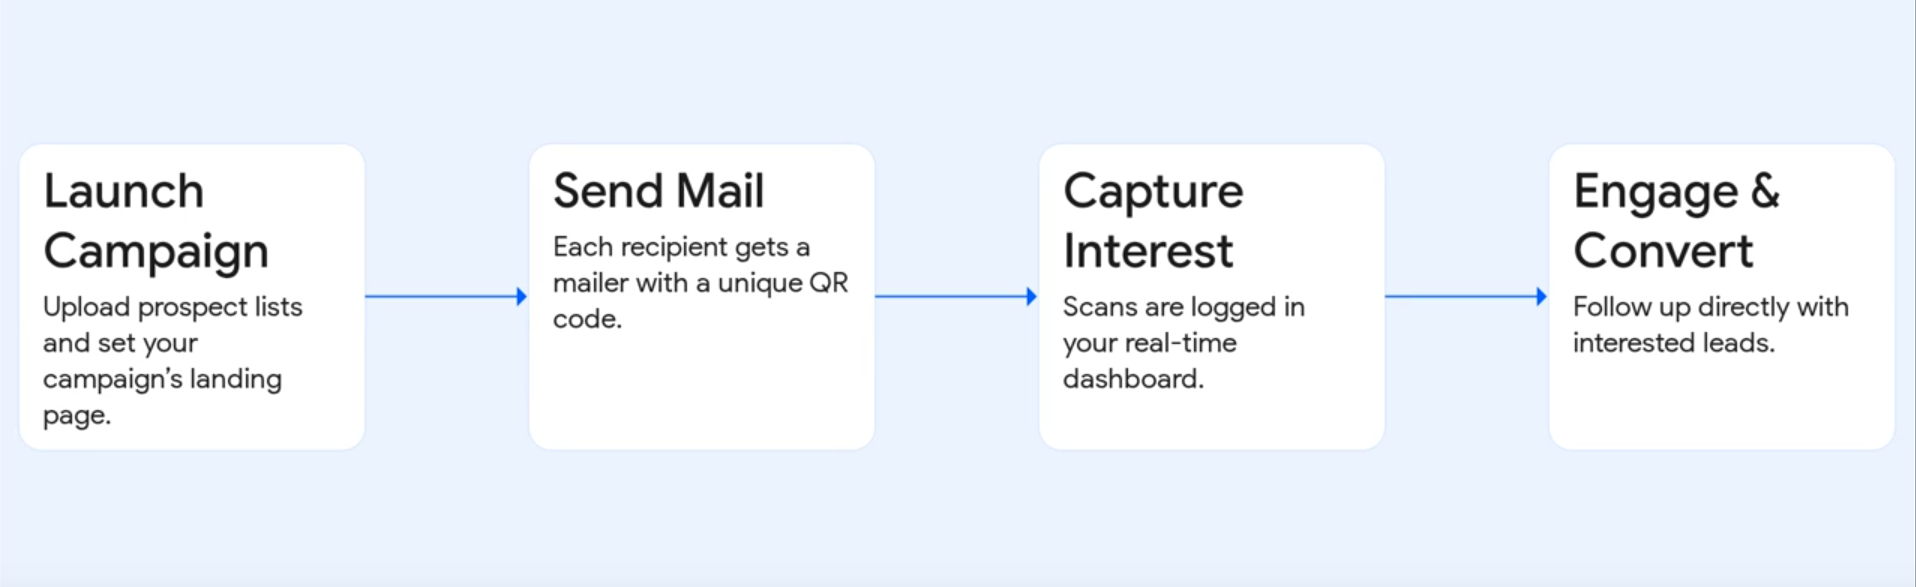 Launch
Campaign
Upload prospect lists
and set your
campaign’s landing
page.
Send Mail
Each recipient gets a
mailer with a unique QR
code.
Capture
Interest
Scans are logged in
your real-time
dashboard.
Engage &
Convert
Follow up directly with
interested leads.